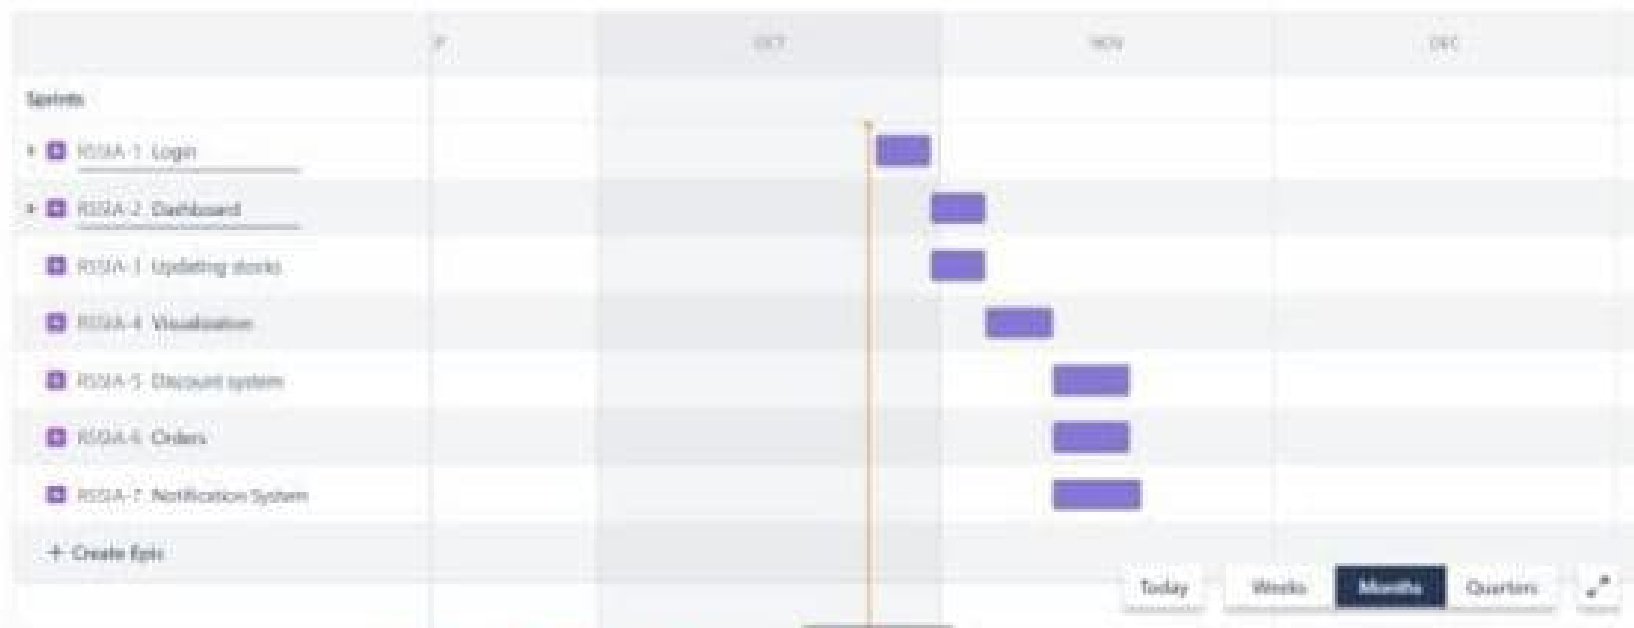 P OCT NOV DEC
Sprints
RSSIA-1 Login
RSSIA-2 Dashboard
RSSIA-3 Updating stocks
RSSIA-4 Visualization
RSSIA-5 Discount system
RSSIA-6 Orders
RSSIA-7 Notification System
+ Create Epic
Today Weeks Months Quarters